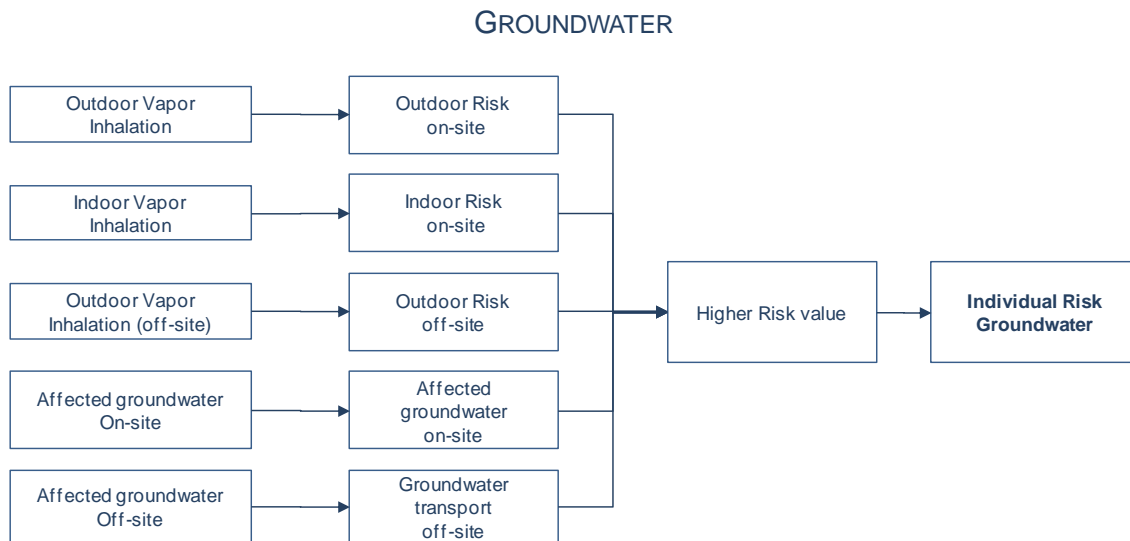 GROUNDWATER
Outdoor Vapor
Inhalation
Outdoor Risk
on-site
Indoor Vapor
Inhalation
Indoor Risk
on-site
Outdoor Vapor
Inhalation (off-site)
Outdoor Risk
off-site
Higher Risk value
Individual Risk
Groundwater
Affected groundwater
On-site
Affected
groundwater
on-site
Affected groundwater
Off-site
Groundwater
transport
off-site